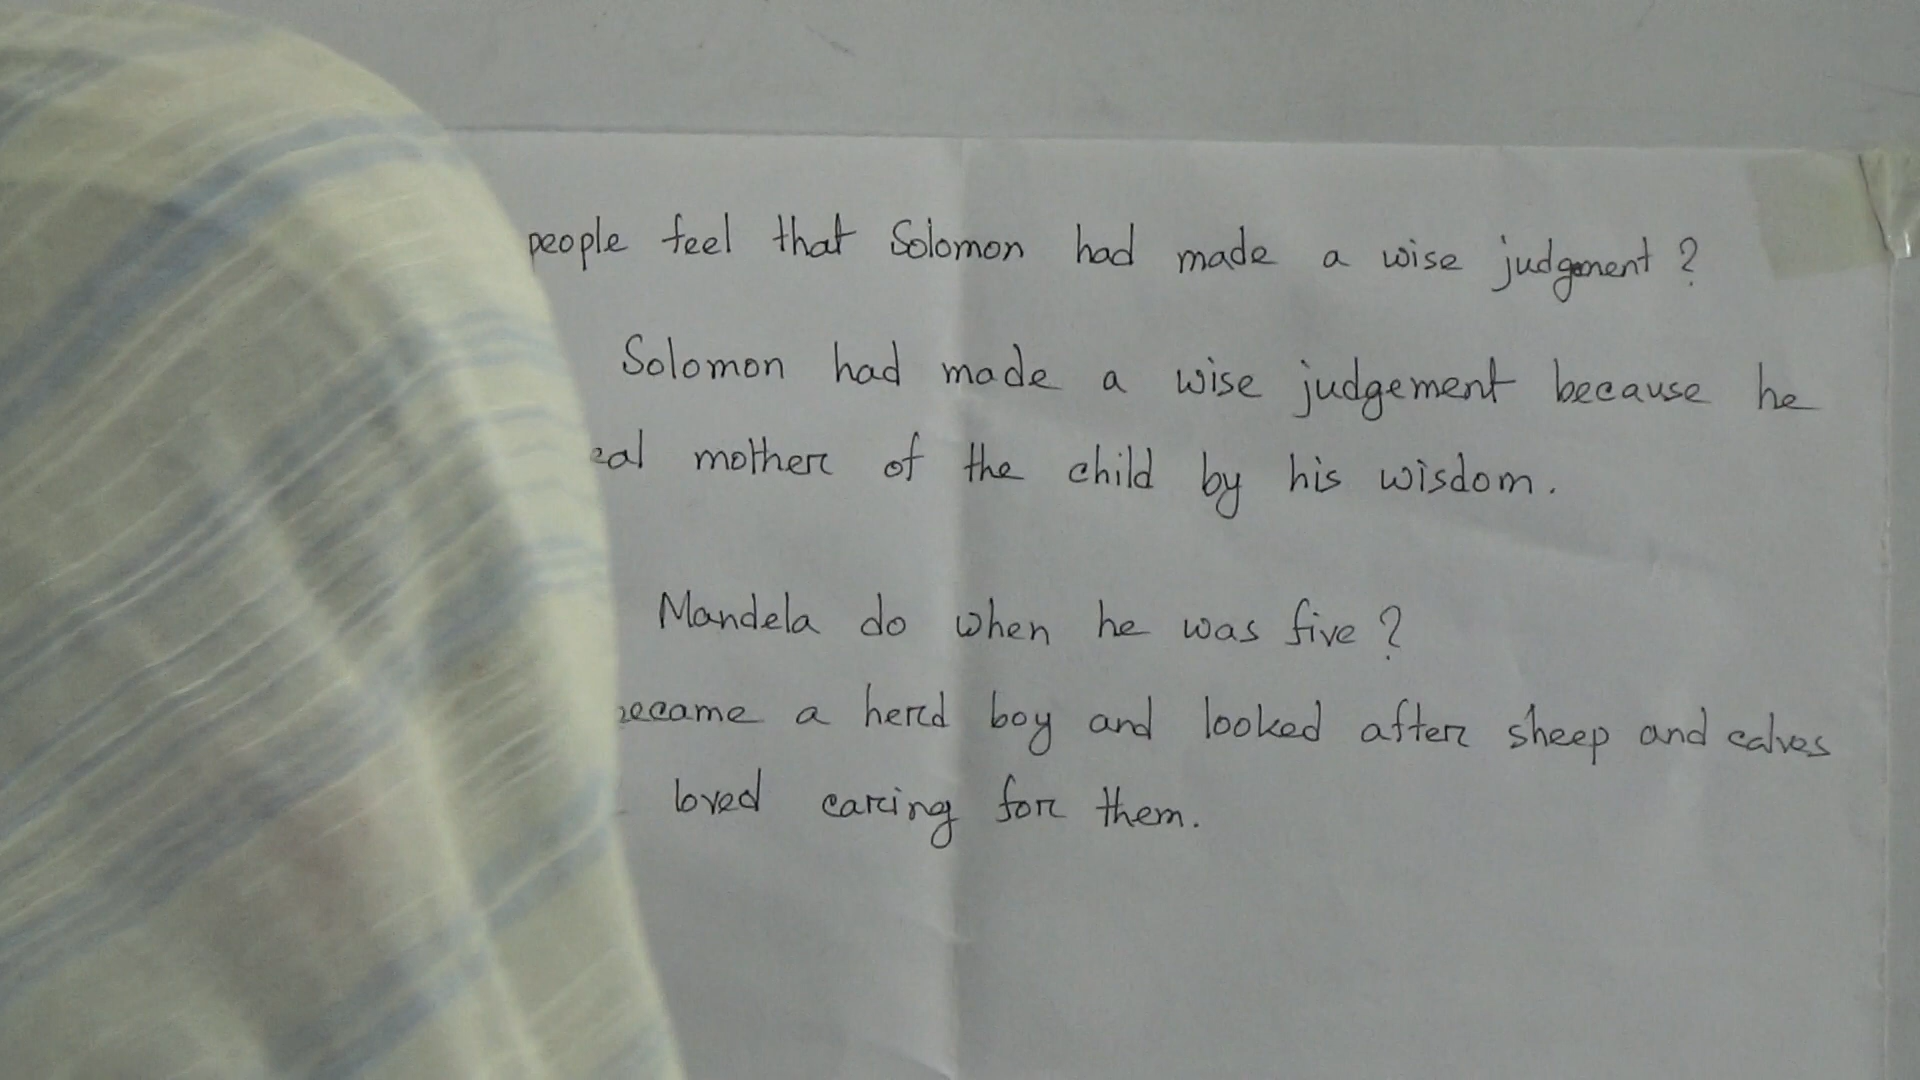 people feel that Solomon had made a wise judgement ?
Solomon had made a wise judgement because he
mother of the child by his wisdom.
Mandela do when he was five ?
a herd boy and looked after sheep and calves
loved caring for them.